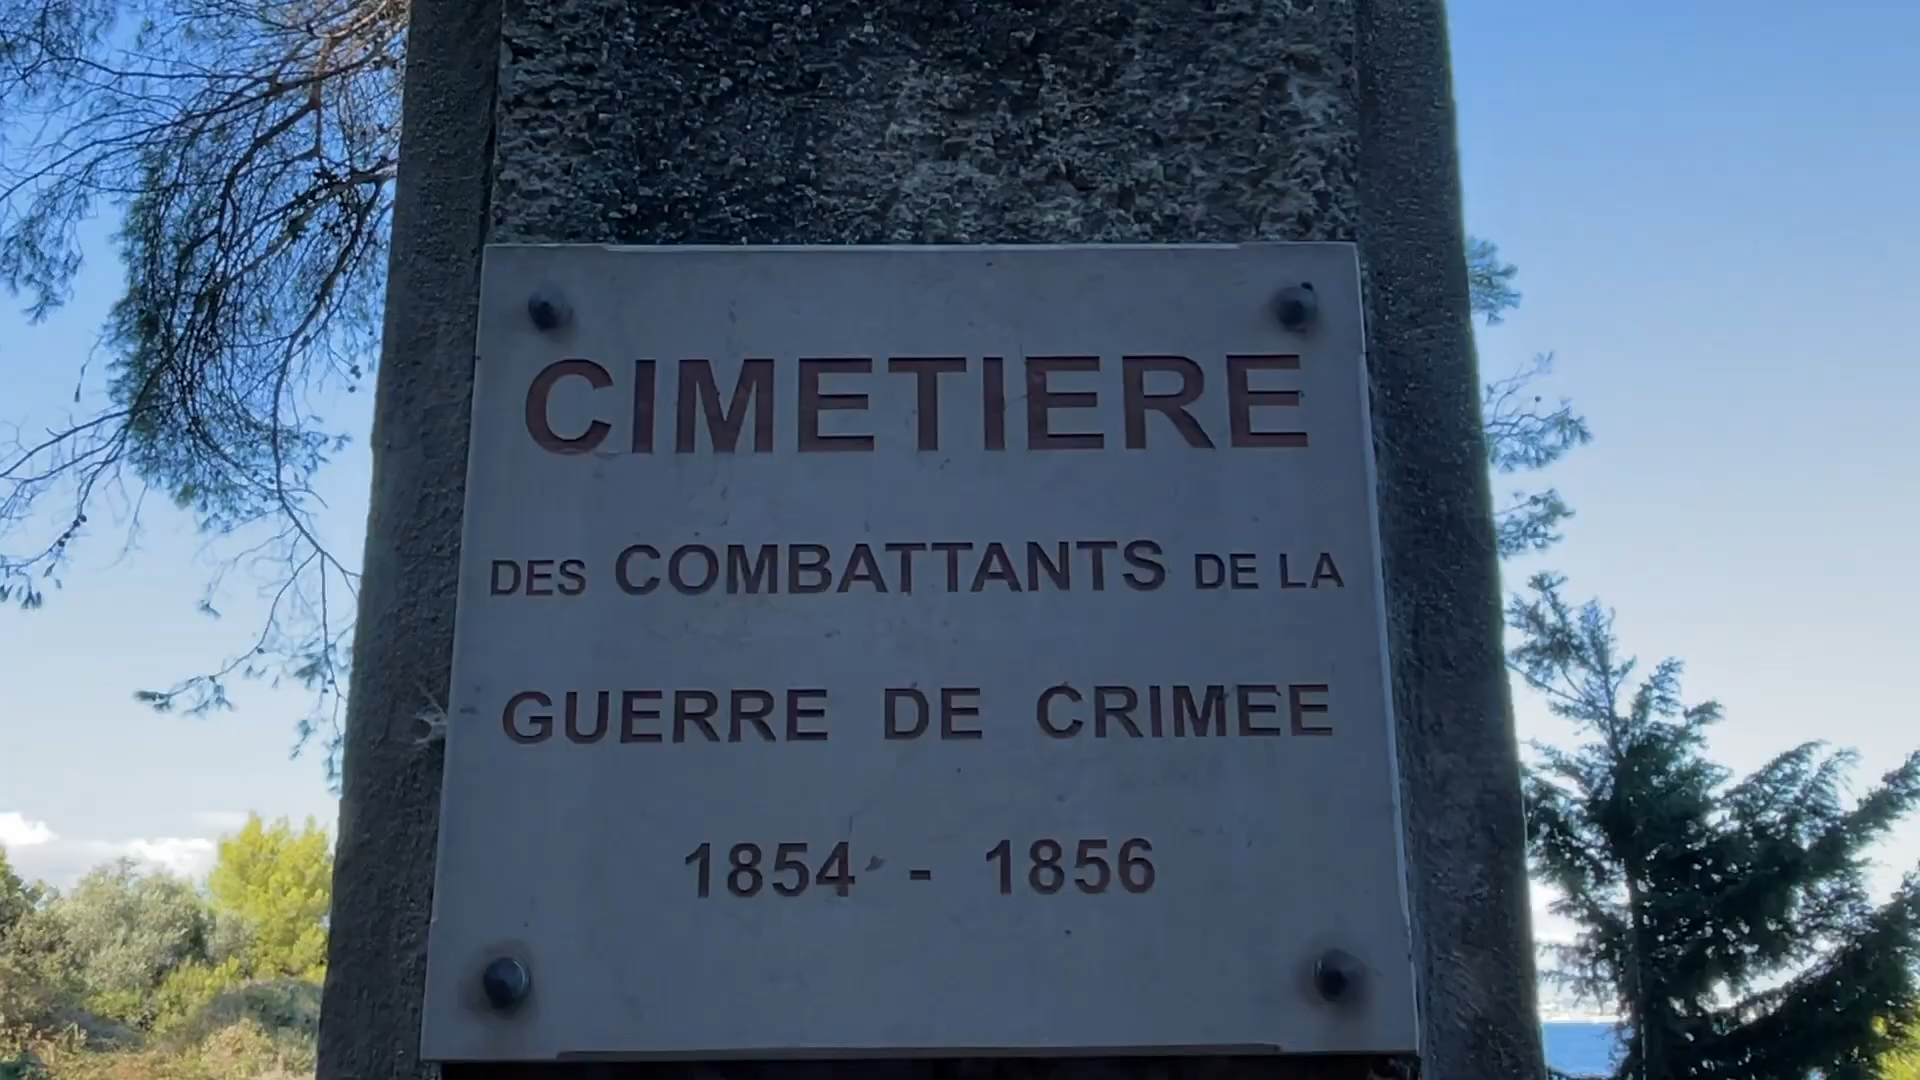 CIMETIERE
DES COMBATTANTS DE LA
GUERRE DE CRIMEE
1854 - 1856